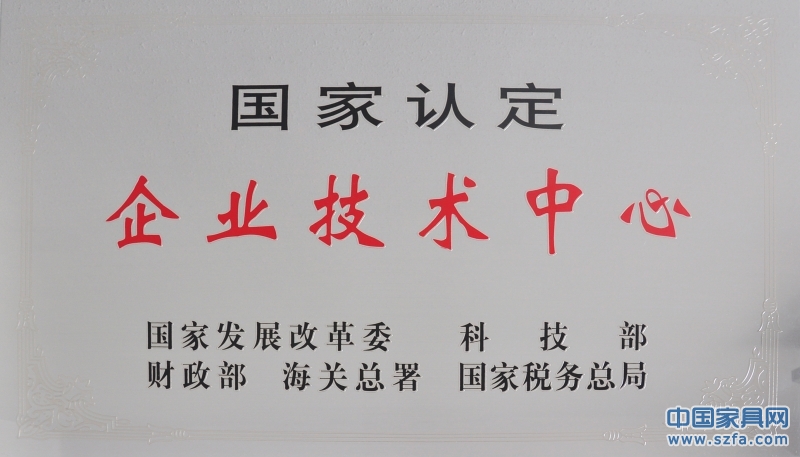 国家认定
企业技术中心
国家发展改革委 科技部
财政部 海关总署 国家税务总局
中国家具网
www.szfa.com